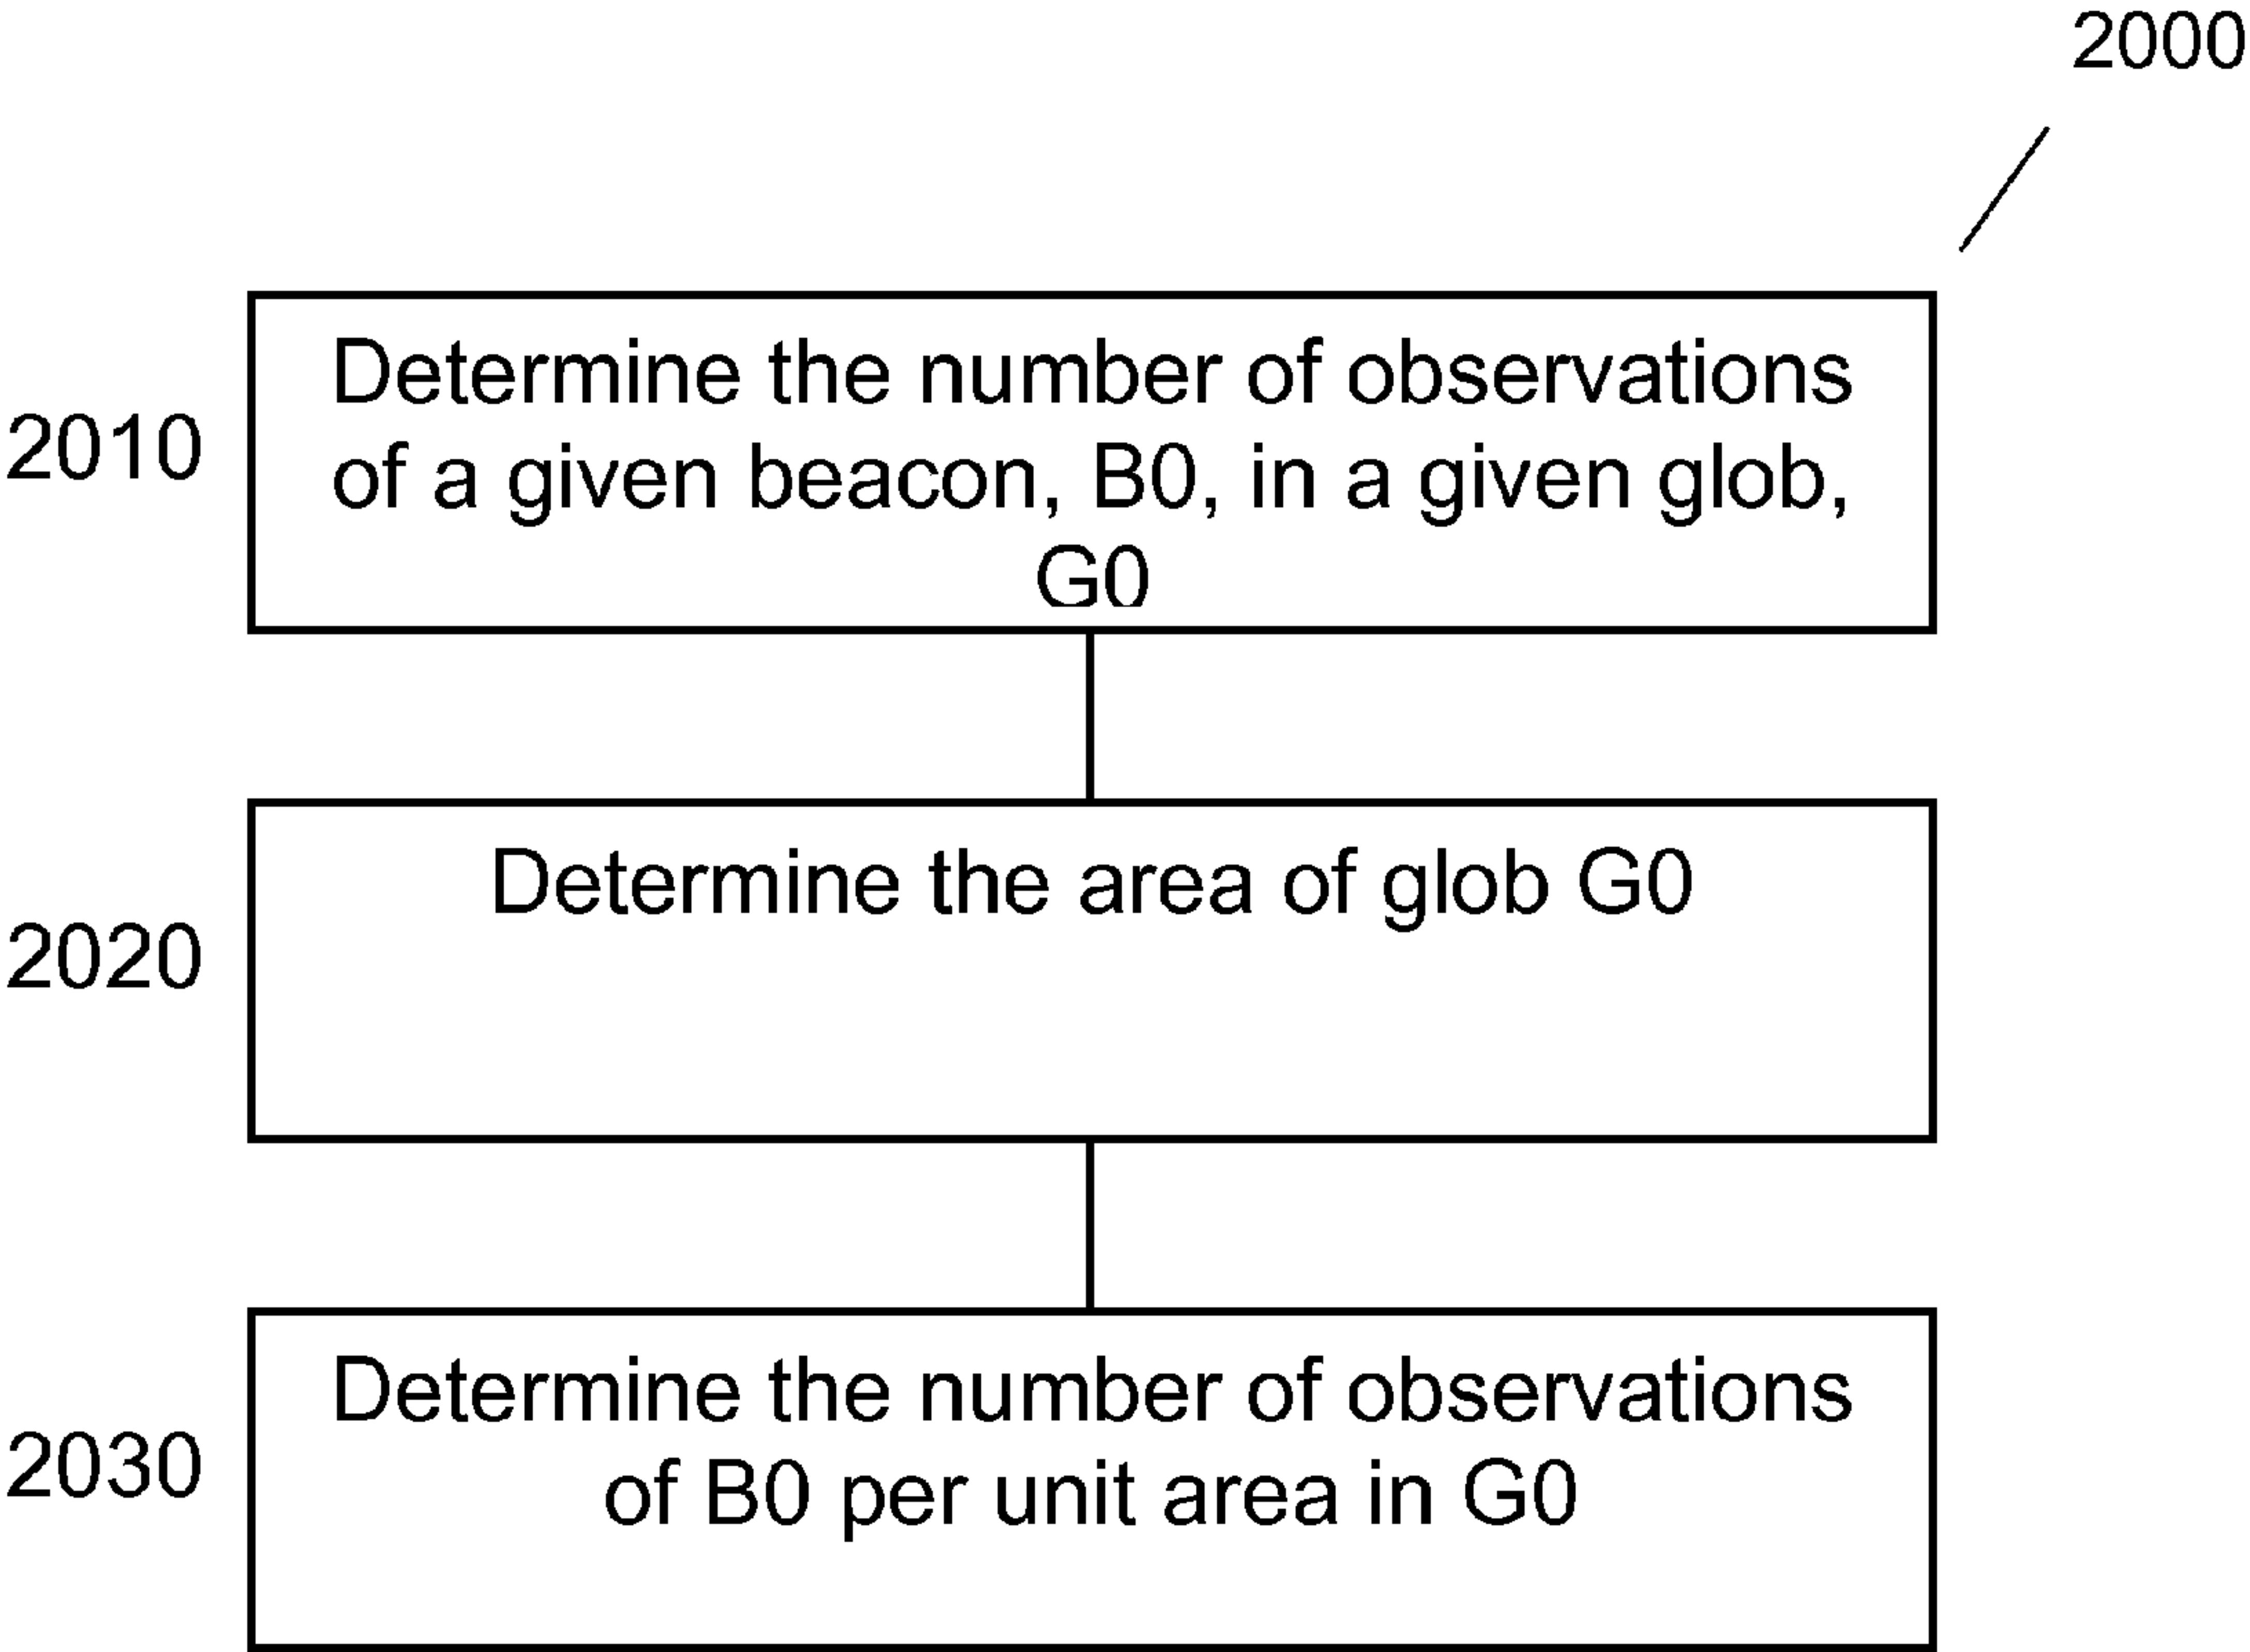 2000
2010
Determine the number of observations
of a given beacon, B0, in a given glob,
G0
2020
Determine the area of glob G0
2030
Determine the number of observations
of B0 per unit area in G0